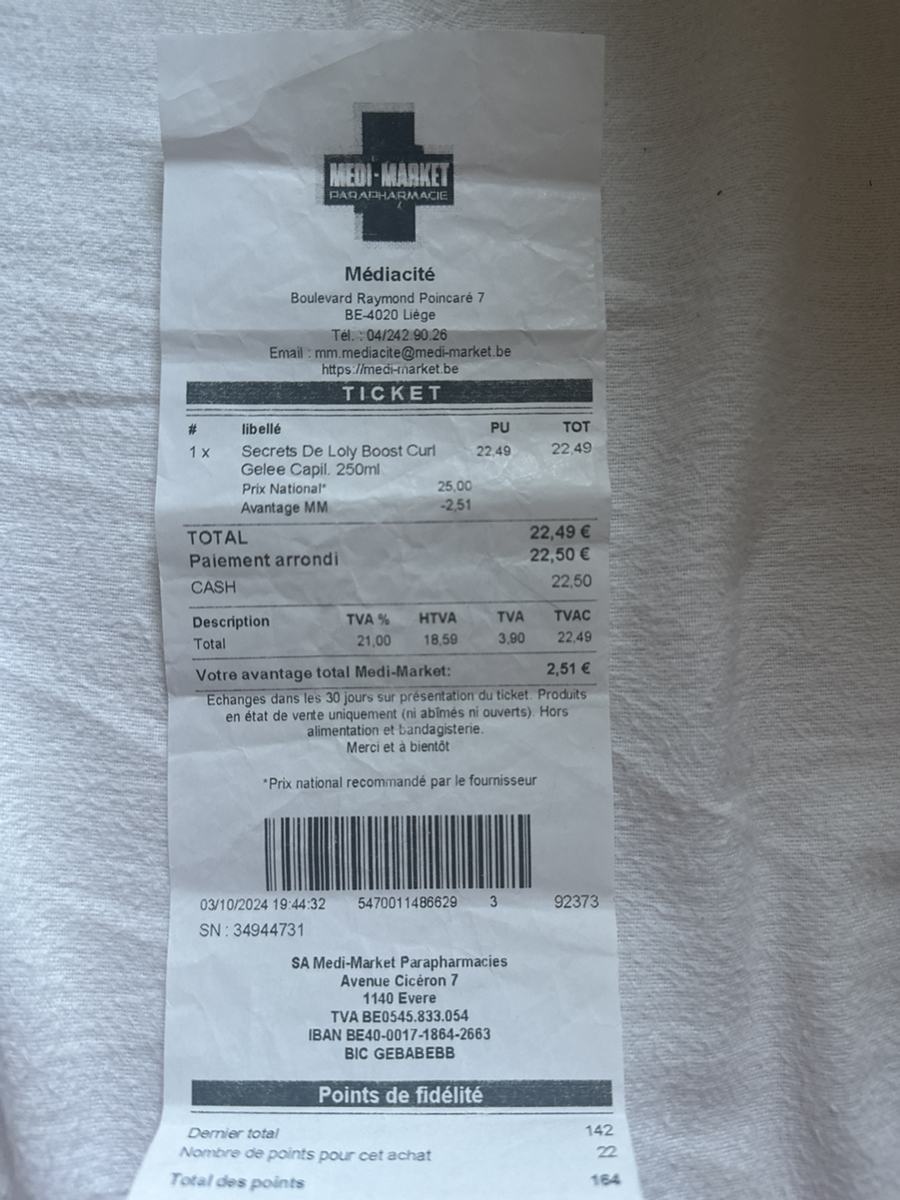 MEDI-MARKET
PARAPHARMACIE
Médiacité
Boulevard Raymond Poincaré 7
BE-4020 Liège
Tél. : 04/242.90.26
Email : mm.mediacite@medi-market.be
https://medi-market.be
TICKET
# libellé PU TOT
1 x Secrets De Loly Boost Curl 22,49 22,49
Gelee Capil. 250ml
Prix National* 25,00
Avantage MM -2,51
TOTAL 22,49 €
Paiement arrondi 22,50 €
CASH 22,50
Description TVA % HTVA TVA TVAC
Total 21,00 18,59 3,90 22,49
Votre avantage total Medi-Market: 2,51 €
Echanges dans les 30 jours sur présentation du ticket. Produits
en état de vente uniquement (ni abîmés ni ouverts). Hors
alimentation et bandagisterie.
Merci et à bientôt
*Prix national recommandé par le fournisseur
03/10/2024 19:44:32 5470011486629 3 92373
SN : 34944731
SA Medi-Market Parapharmacies
Avenue Cicéron 7
1140 Evere
TVA BE0545.833.054
IBAN BE40-0017-1864-2663
BIC GEBABEBB
Points de fidélité
Dernier total 142
Nombre de points pour cet achat 22
Total des points 164